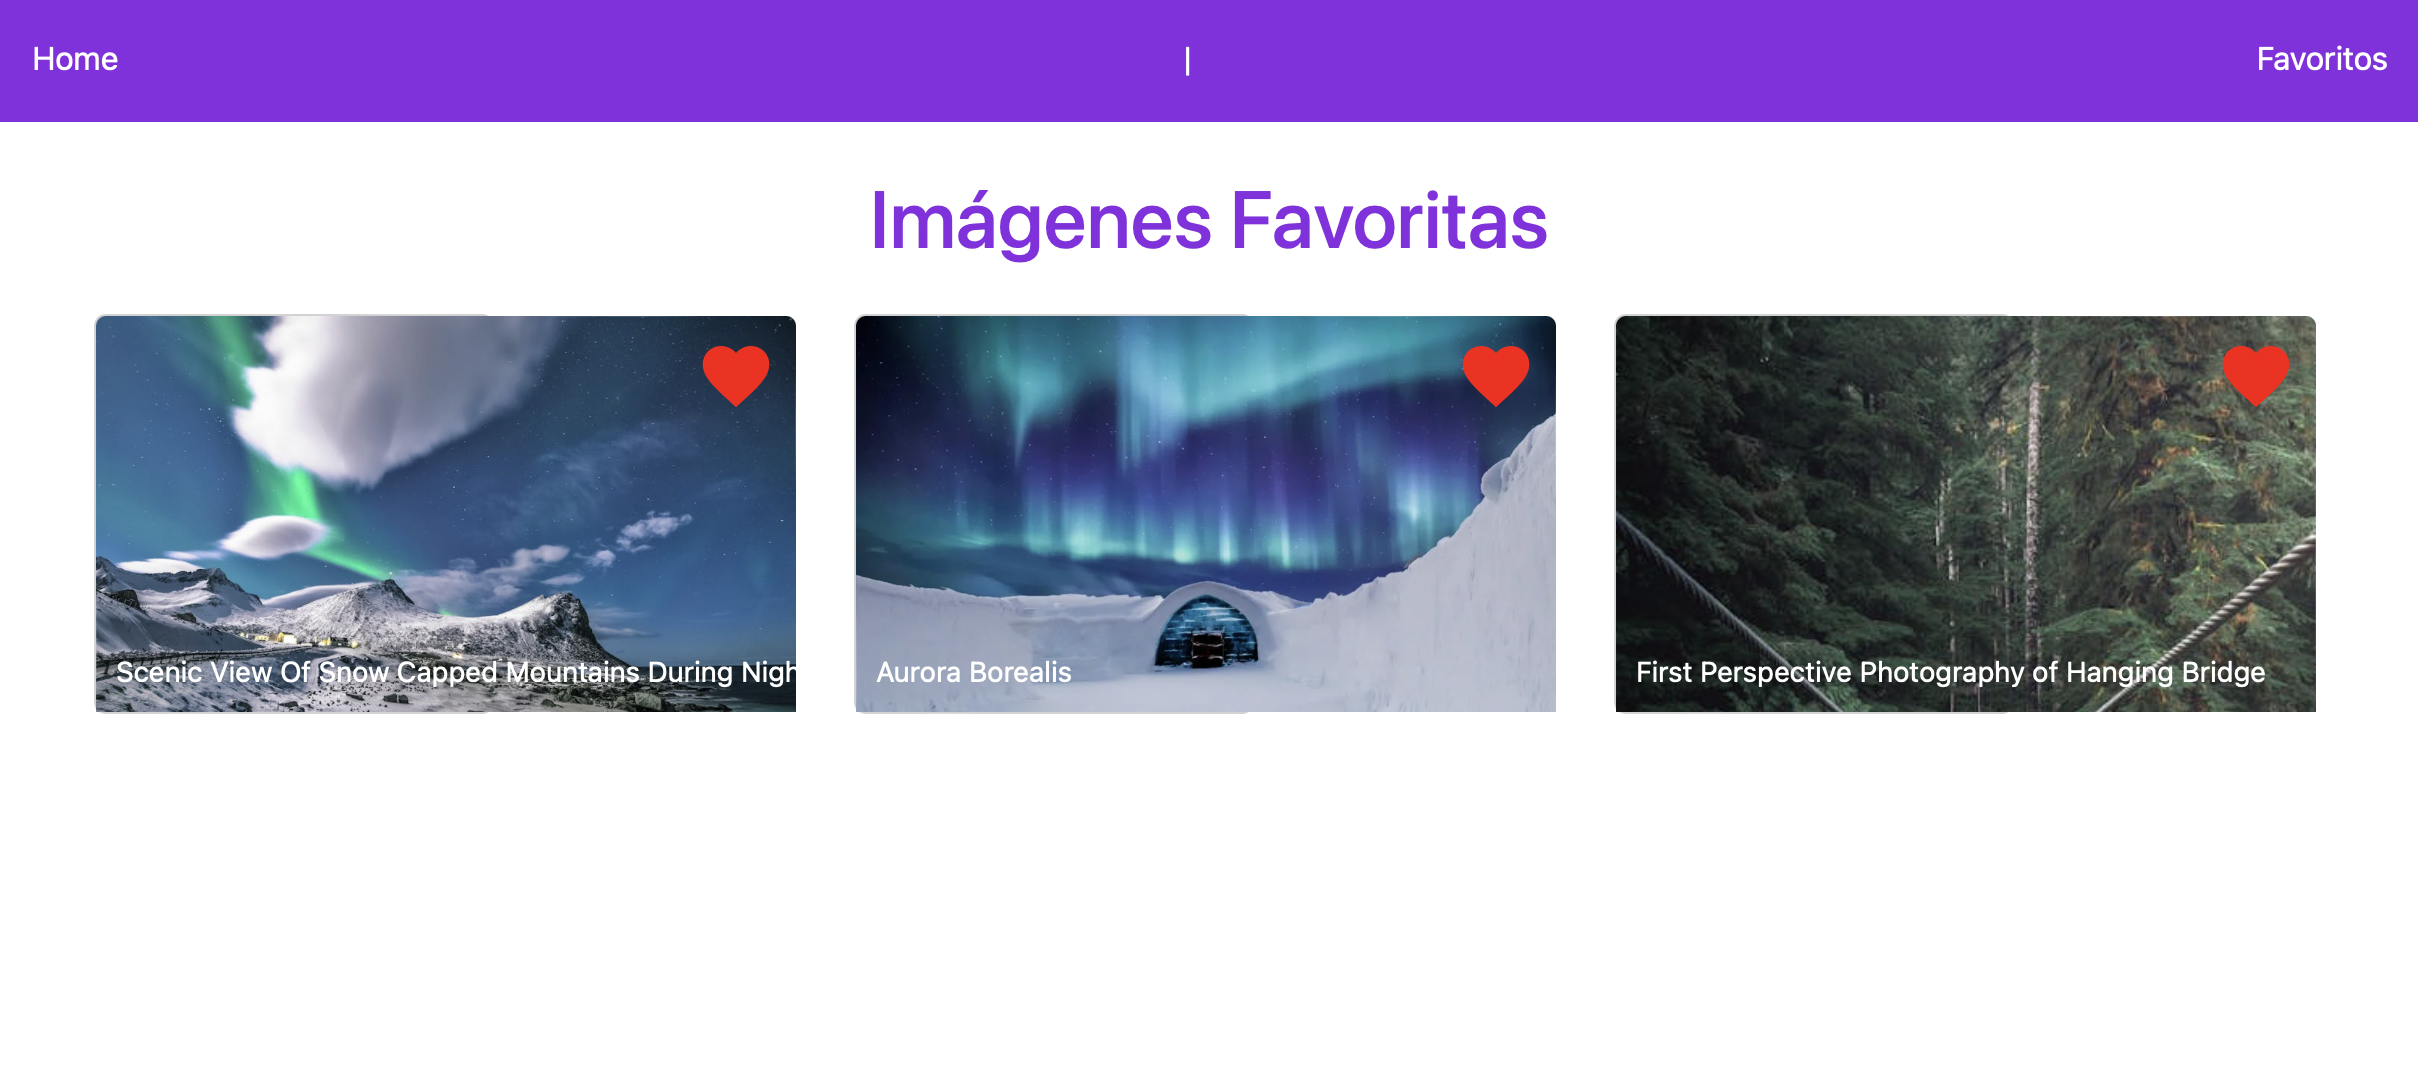 Home | Favoritos
Imágenes Favoritas
Scenic View Of Snow Capped Mountains During Nigh
Aurora Borealis
First Perspective Photography of Hanging Bridge